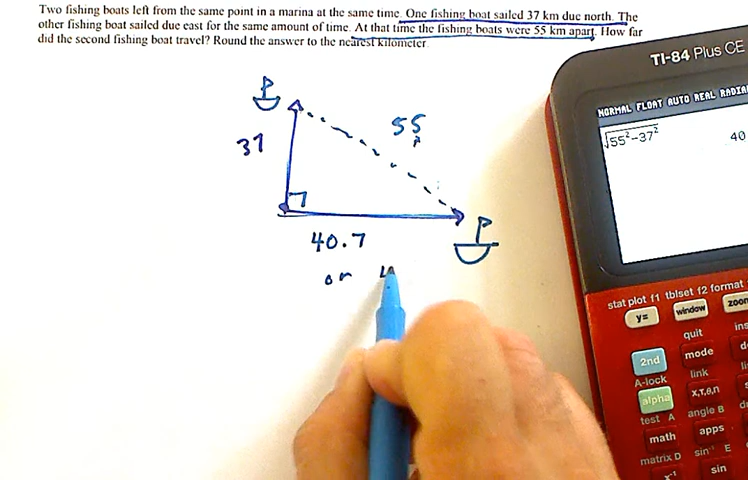 Two fishing boats left from the same point in a marina at the same time. One fishing boat sailed 37 km due north. The
other fishing boat sailed due east for the same amount of time. At that time the fishing boats were 55 km apart. How far
did the second fishing boat travel? Round the answer to the nearest kilometer.
TI-84 Plus CE
NORMAL FLOAT AUTO REAL RADIA
√55²-37²
40
55
37
40.7
or 4
stat plot f1 tblset f2 format
y= window zoo
quit ins
2nd mode d
A-lock link li
alpha X,T,θ,n
test A angle B d
math apps
matrix D sin⁻¹ E
x⁻¹ sin